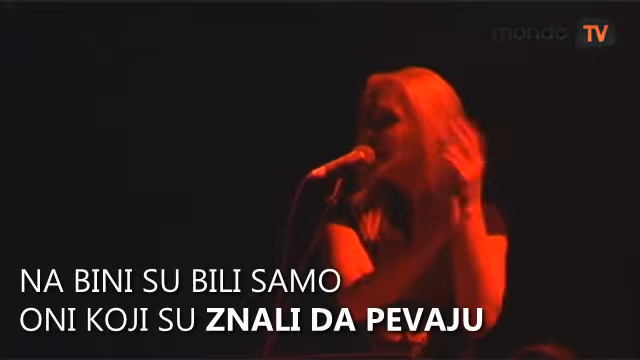 mondo TV
NA BINI SU BILI SAMO
ONI KOJI SU ZNALI DA PEVAJU